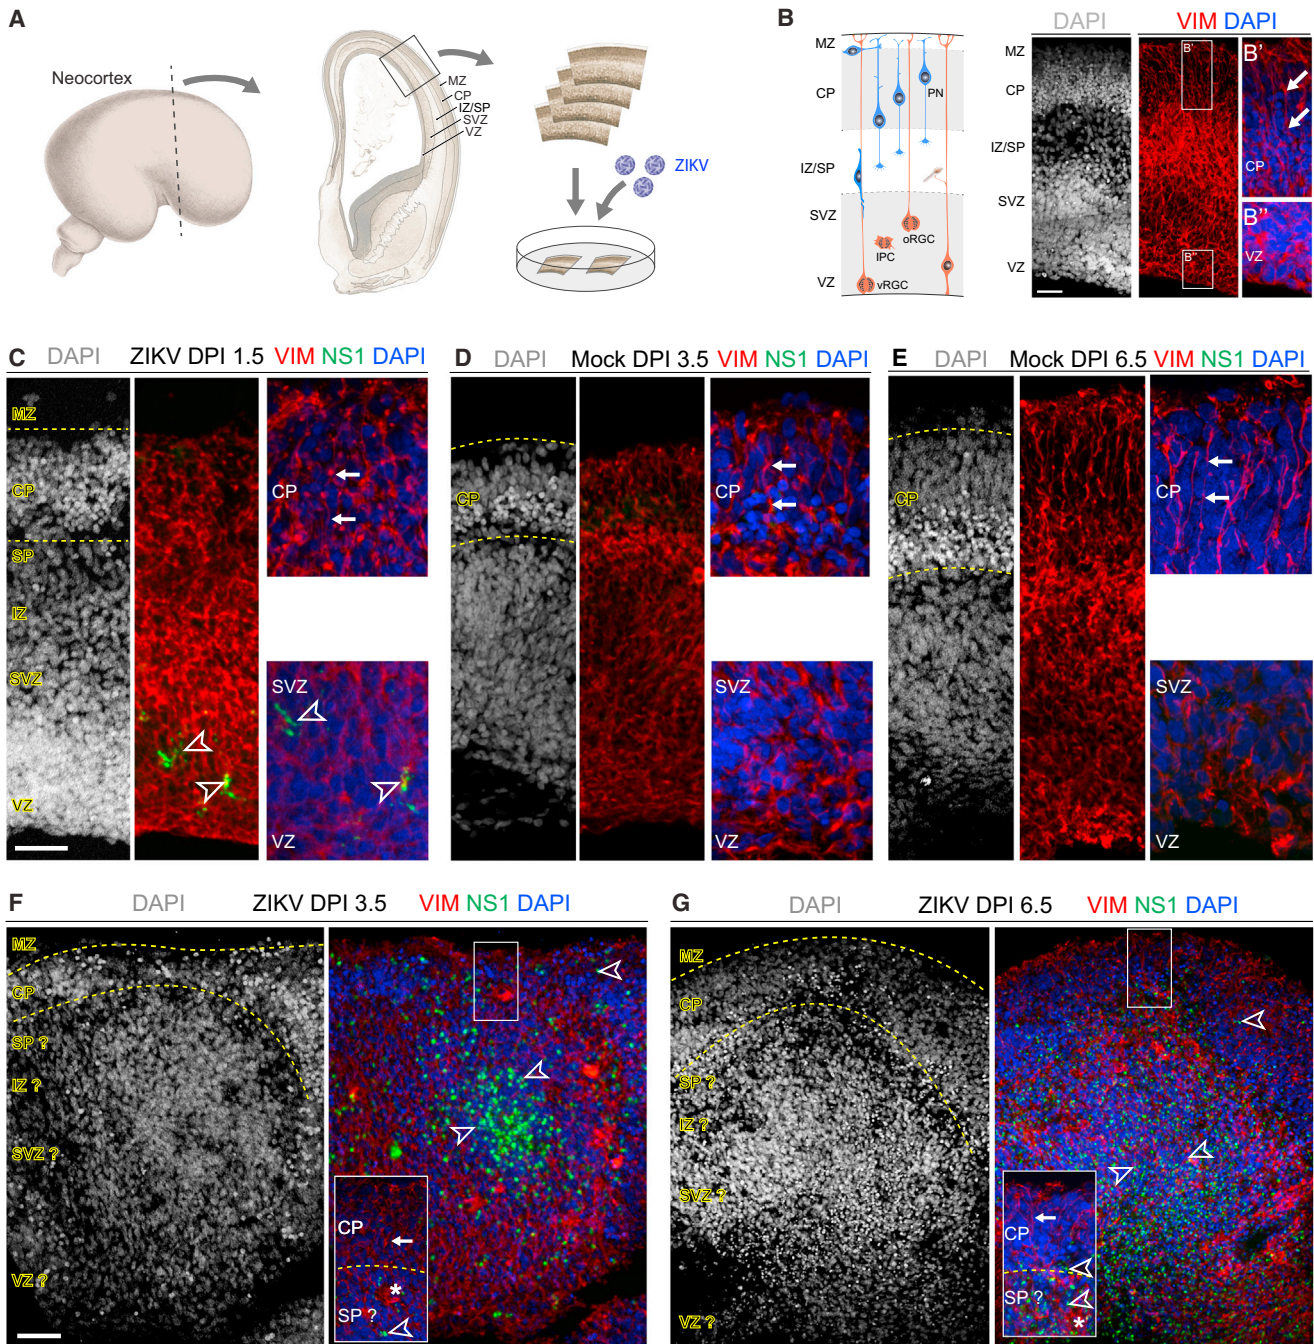 A
Neocortex
MZ
CP
IZ/SP
SVZ
VZ
ZIKV
B
MZ
CP
IZ/SP
SVZ
VZ
PN
oRGC
IPC
vRGC
DAPI
VIM DAPI
MZ
CP
IZ/SP
SVZ
VZ
B'
B''
B'
CP
B''
VZ
C
DAPI
ZIKV DPI 1.5 VIM NS1 DAPI
MZ
CP
SP
IZ
SVZ
VZ
CP
SVZ
VZ
D
DAPI
Mock DPI 3.5 VIM NS1 DAPI
CP
CP
SVZ
VZ
E
DAPI
Mock DPI 6.5 VIM NS1 DAPI
CP
CP
SVZ
VZ
F
DAPI
ZIKV DPI 3.5
VIM NS1 DAPI
MZ
CP
SP ?
IZ ?
SVZ ?
VZ ?
CP
*
SP ?
G
DAPI
ZIKV DPI 6.5
VIM NS1 DAPI
MZ
CP
SP ?
IZ ?
SVZ ?
VZ ?
CP
SP ?
*